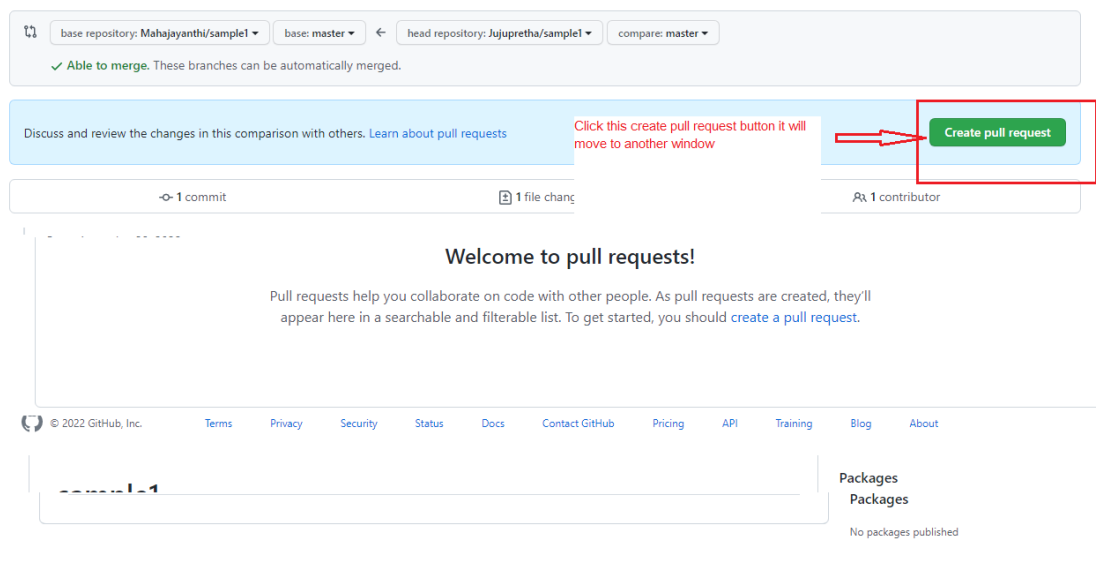 base repository: Mahajayanthi/sample1 base: master head repository: Jujupretha/sample1 compare: master
Able to merge. These branches can be automatically merged.
Discuss and review the changes in this comparison with others. Learn about pull requests
Click this create pull request button it will
move to another window
Create pull request
1 commit
1 file chang
1 contributor
Welcome to pull requests!
Pull requests help you collaborate on code with other people. As pull requests are created, they'll
appear here in a searchable and filterable list. To get started, you should create a pull request.
© 2022 GitHub, Inc. Terms Privacy Security Status Docs Contact GitHub Pricing API Training Blog About
sample1
Packages
Packages
No packages published